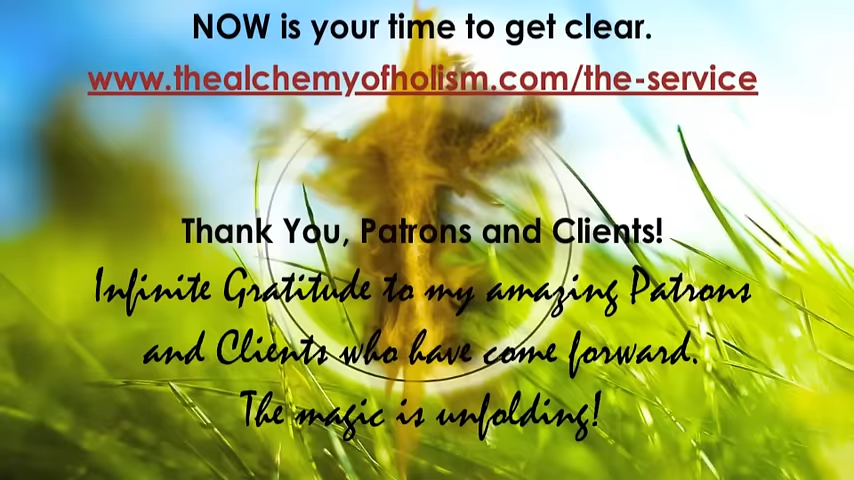 NOW is your time to get clear.
www.thealchemyofholism.com/the-service
Thank You, Patrons and Clients!
Infinite Gratitude to my amazing Patrons
and Clients who have come forward.
The magic is unfolding!